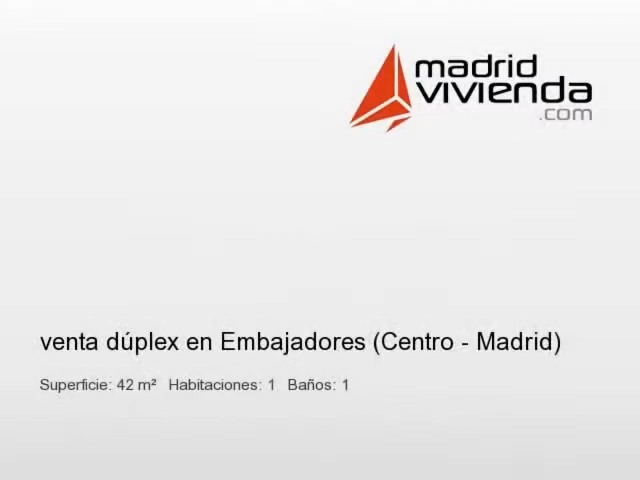 madrid
vivienda
.com
venta dúplex en Embajadores (Centro - Madrid)
Superficie: 42 m² Habitaciones: 1 Baños: 1